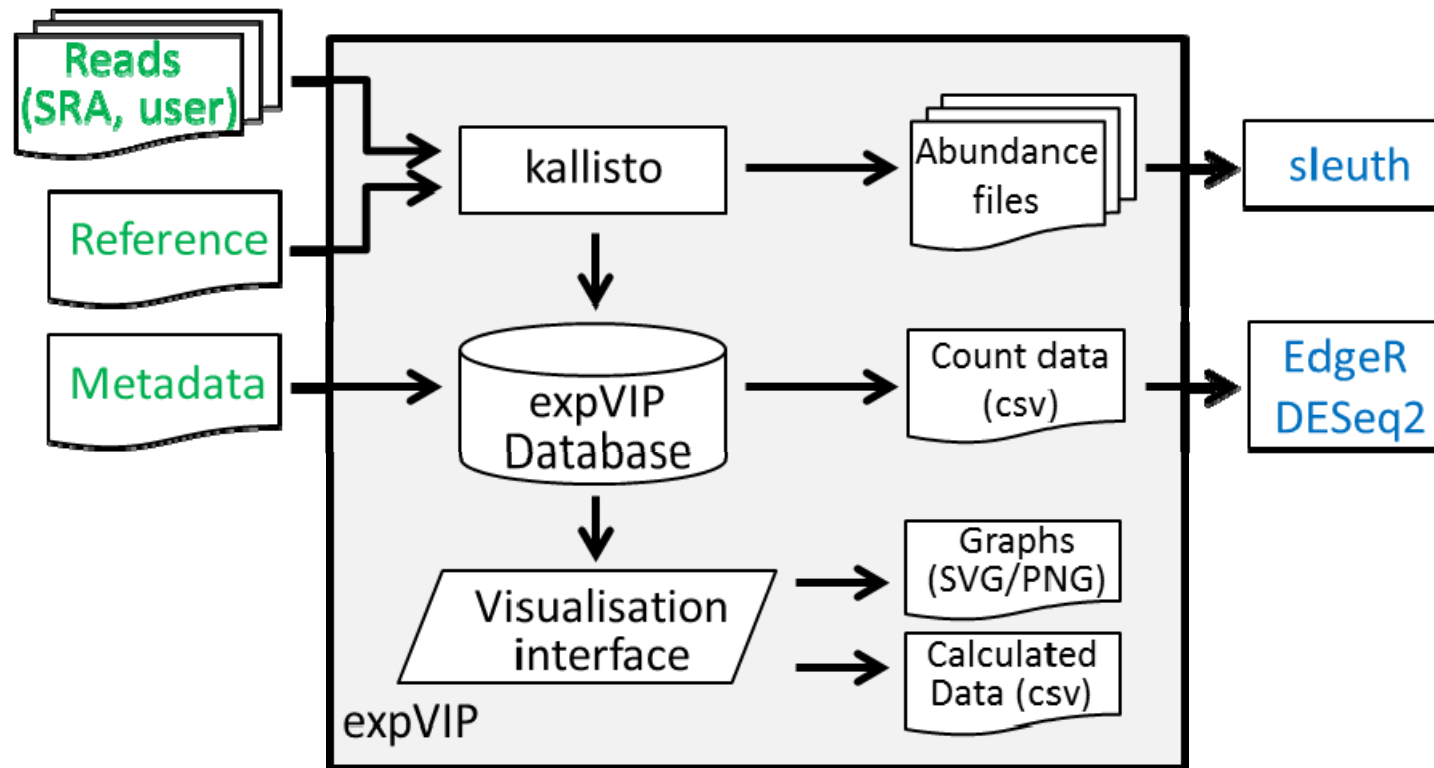 Reads
(SRA, user)
kallisto
Abundance
files
sleuth
Reference
Metadata
expVIP
Database
Count data
(csv)
EdgeR
DESeq2
Visualisation
interface
Graphs
(SVG/PNG)
Calculated
Data (csv)
expVIP